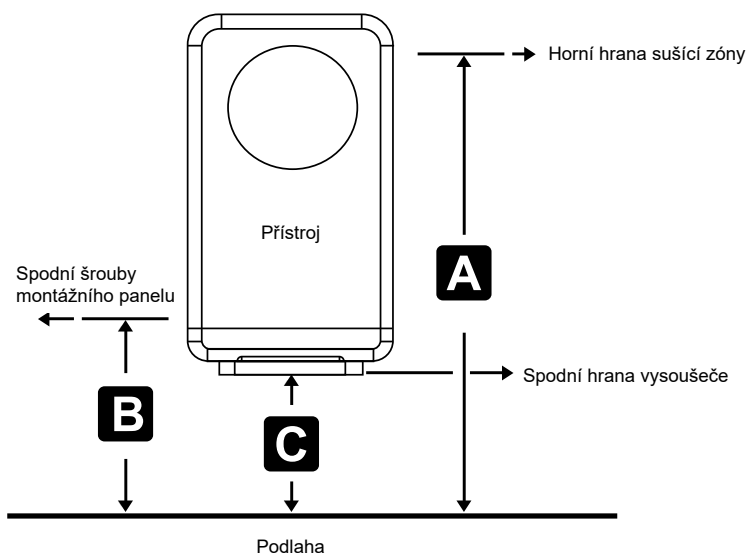 Horní hrana sušící zóny
Přístroj
A
Spodní šrouby
montážního panelu
Spodní hrana vysoušeče
B
C
Podlaha